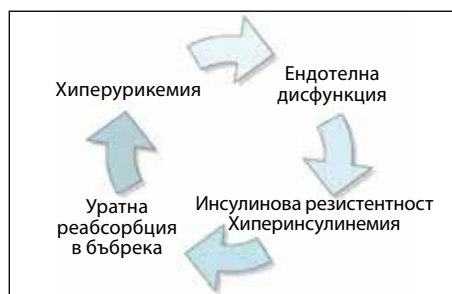 Хиперурикемия
Ендотелна
дисфункция
Инсулинова резистентност
Хиперинсулинемия
Уратна
реабсорбция
в бъбрека